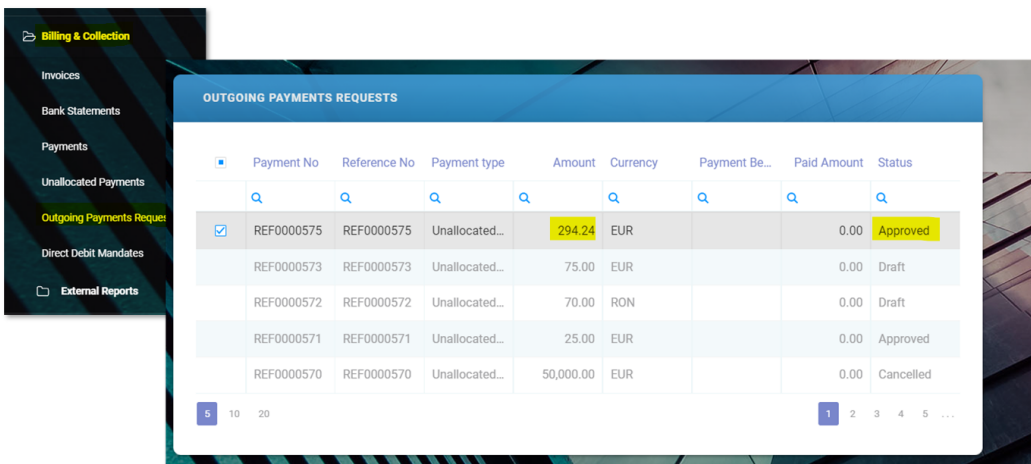 Billing & Collection
Invoices
Bank Statements
Payments
Unallocated Payments
Outgoing Payments Reques
Direct Debit Mandates
External Reports
OUTGOING PAYMENTS REQUESTS
Payment No Reference No Payment type Amount Currency Payment Be... Paid Amount Status
REF0000575 REF0000575 Unallocated... 294.24 EUR 0.00 Approved
REF0000573 REF0000573 Unallocated... 75.00 EUR 0.00 Draft
REF0000572 REF0000572 Unallocated... 70.00 RON 0.00 Draft
REF0000571 REF0000571 Unallocated... 25.00 EUR 0.00 Approved
REF0000570 REF0000570 Unallocated... 50,000.00 EUR 0.00 Cancelled
5 10 20 1 2 3 4 5 ...